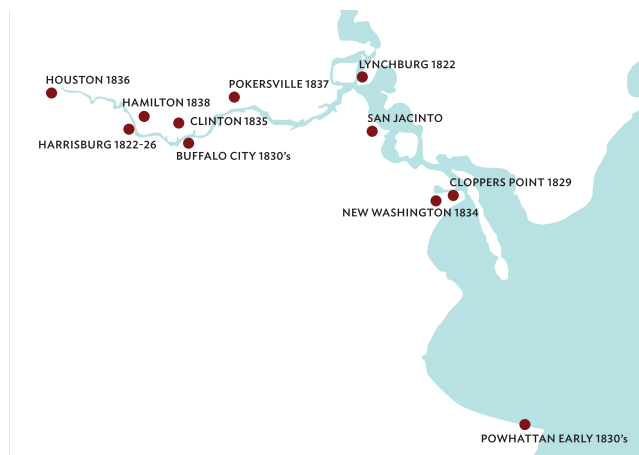 LYNCHBURG 1822
HOUSTON 1836
POKERSVILLE 1837
HAMILTON 1838
SAN JACINTO
CLINTON 1835
HARRISBURG 1822-26
BUFFALO CITY 1830's
CLOPPERS POINT 1829
NEW WASHINGTON 1834
POWHATTAN EARLY 1830's